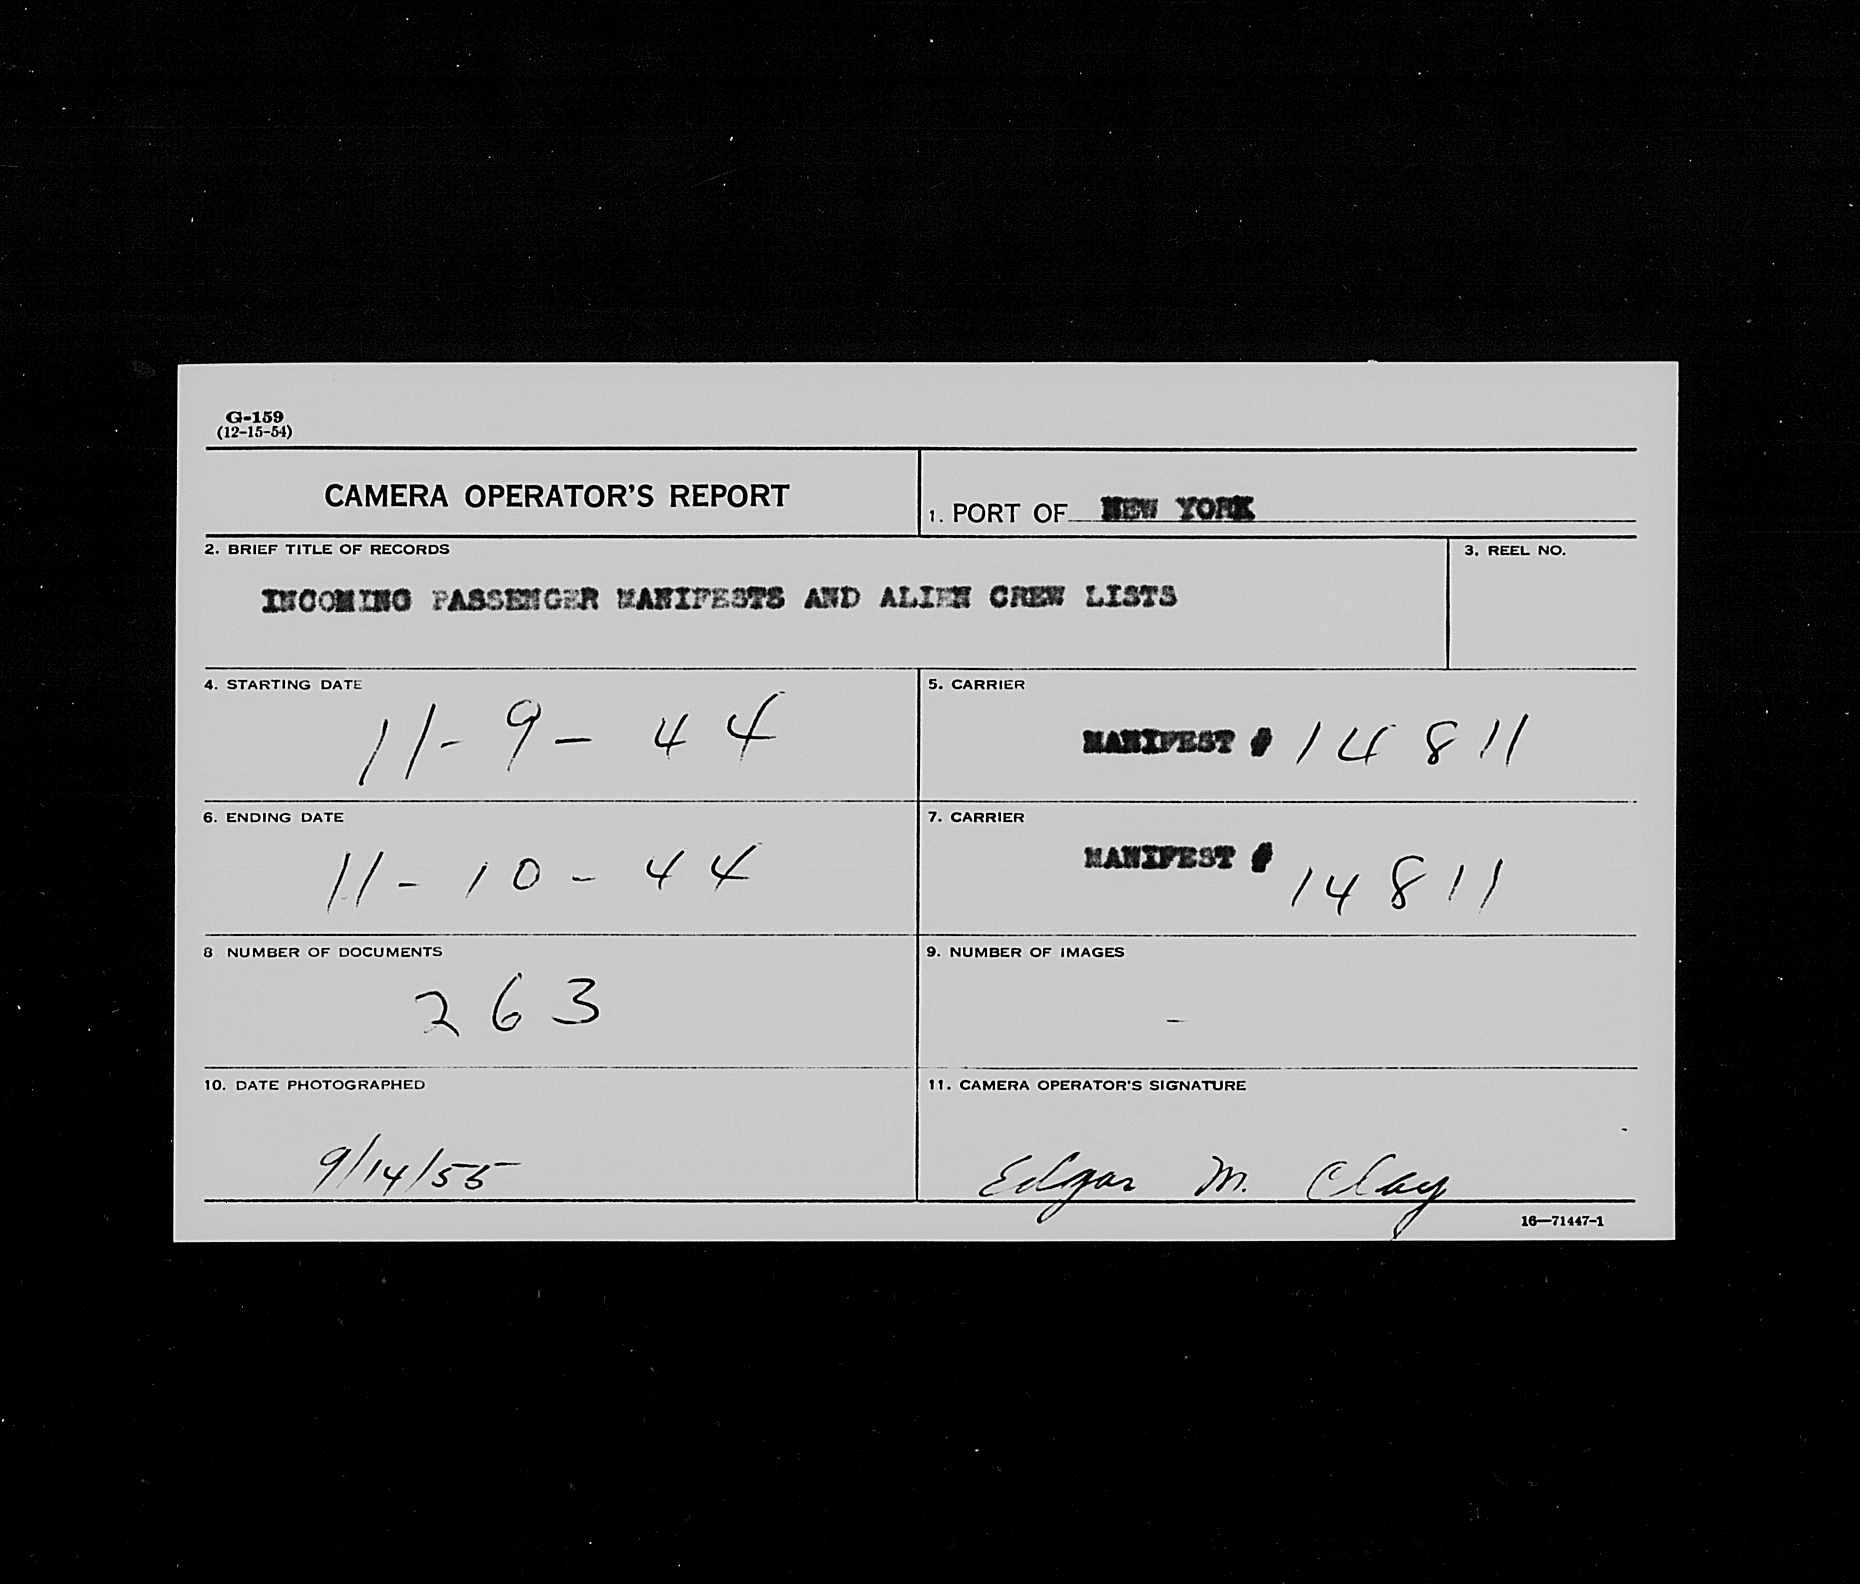 G-159
(12-15-54)
CAMERA OPERATOR'S REPORT
1. PORT OF NEW YORK
2. BRIEF TITLE OF RECORDS
3. REEL NO.
INCOMING PASSENGER MANIFESTS AND ALIEN CREW LISTS
4. STARTING DATE
11-9-44
5. CARRIER
MANIFEST # 14811
6. ENDING DATE
11-10-44
7. CARRIER
MANIFEST # 14811
8 NUMBER OF DOCUMENTS
263
9. NUMBER OF IMAGES
-
10. DATE PHOTOGRAPHED
9/14/55
11. CAMERA OPERATOR'S SIGNATURE
Edgar M. Clay
16—71447-1